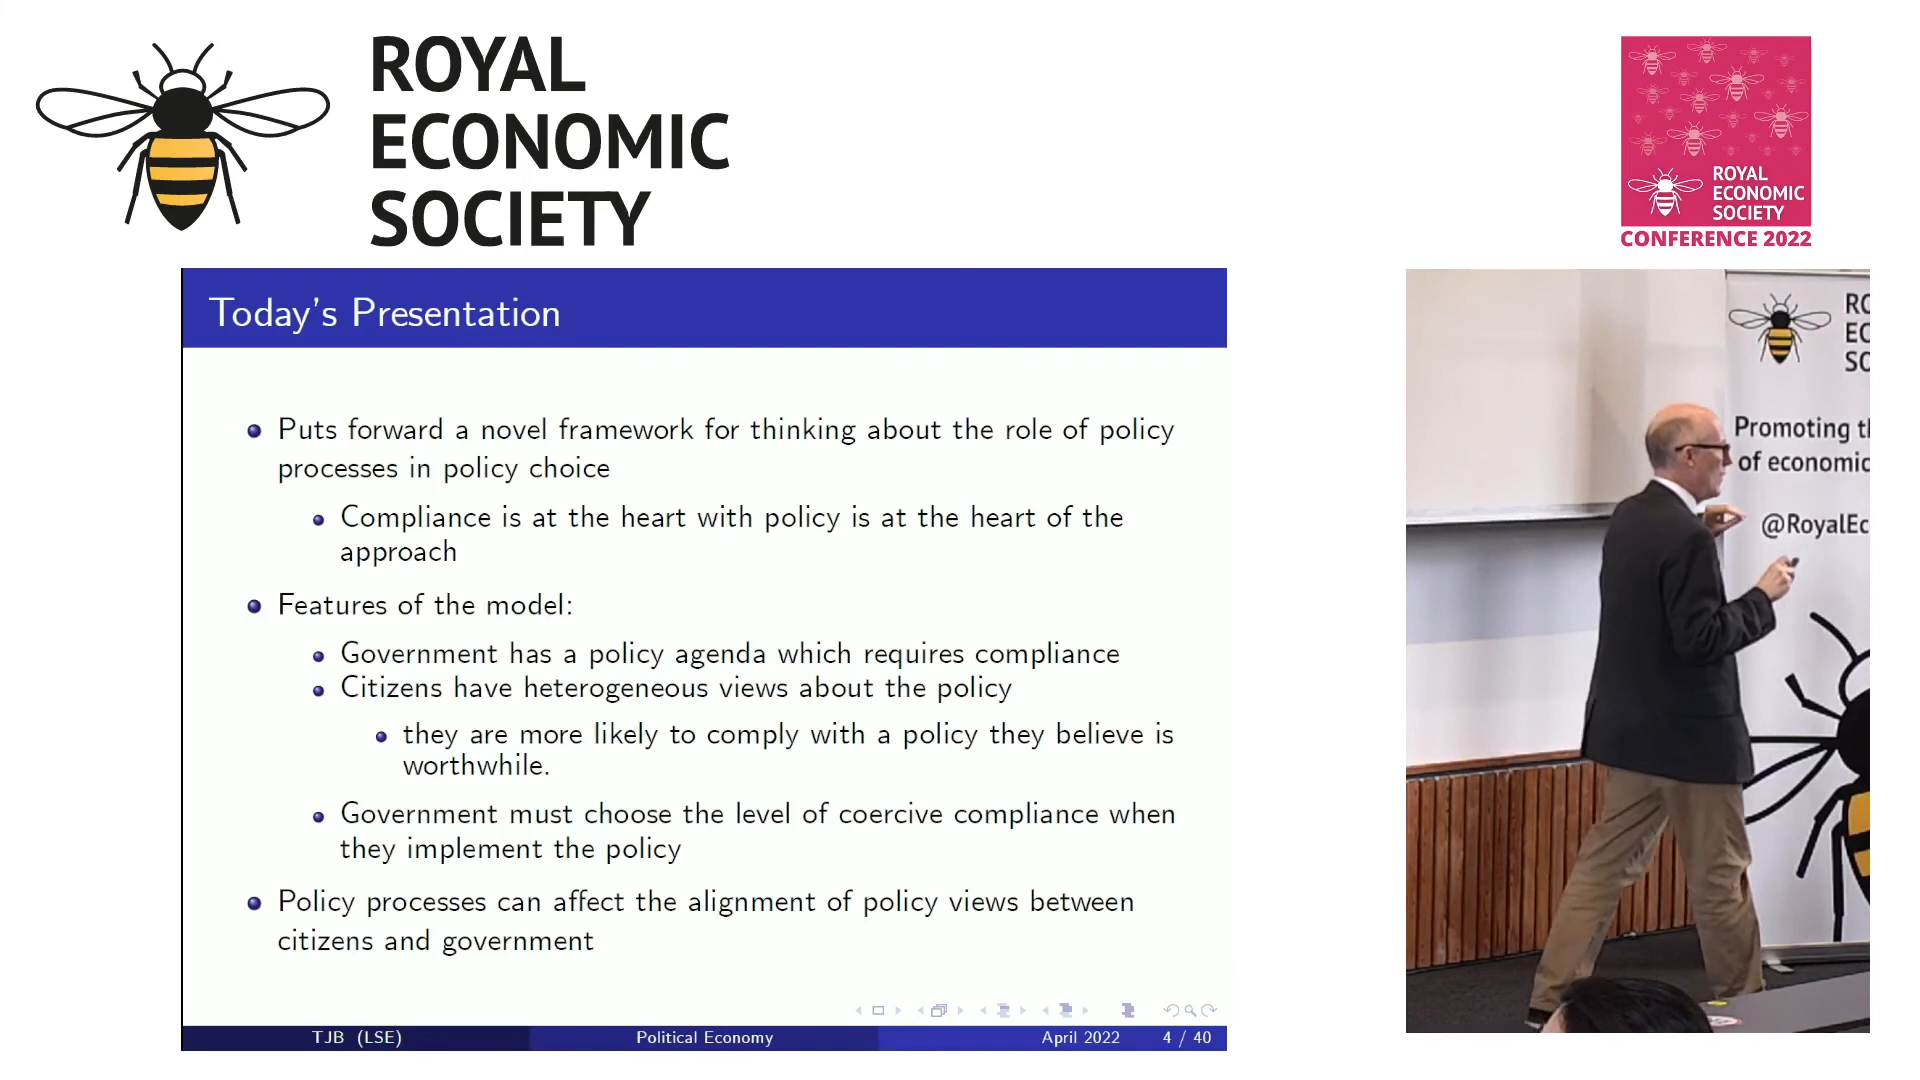 ROYAL
ECONOMIC
SOCIETY
ROYAL
ECONOMIC
SOCIETY
CONFERENCE 2022
Today's Presentation
Puts forward a novel framework for thinking about the role of policy
processes in policy choice
Compliance is at the heart with policy is at the heart of the
approach
Features of the model:
Government has a policy agenda which requires compliance
Citizens have heterogeneous views about the policy
they are more likely to comply with a policy they believe is
worthwhile.
Government must choose the level of coercive compliance when
they implement the policy
Policy processes can affect the alignment of policy views between
citizens and government
TJB (LSE) Political Economy April 2022 4 / 40
RO
EC
SO
Promoting t
of economic
@RoyalEc